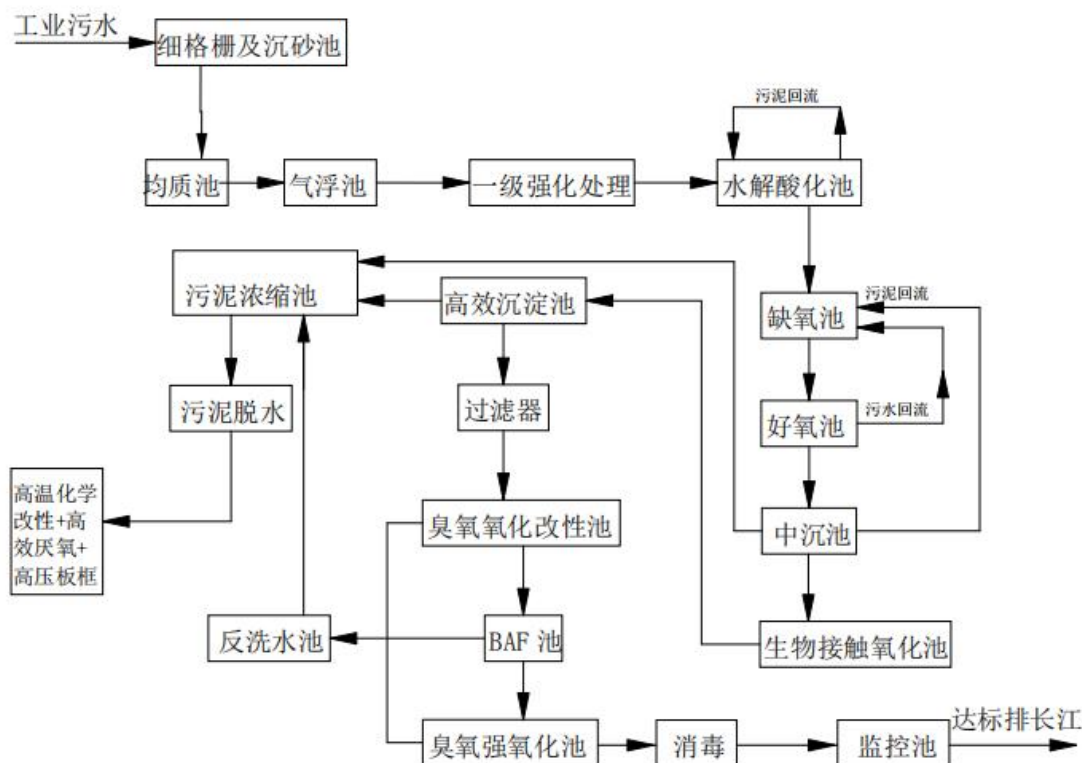 工业污水
细格栅及沉砂池
污泥回流
均质池
气浮池
一级强化处理
水解酸化池
污泥浓缩池
高效沉淀池
缺氧池
污泥回流
污泥脱水
过滤器
好氧池
污水回流
高温化学
改性+高
效厌氧+
高压板框
臭氧氧化改性池
中沉池
反洗水池
BAF 池
生物接触氧化池
臭氧强氧化池
消毒
监控池
达标排长江